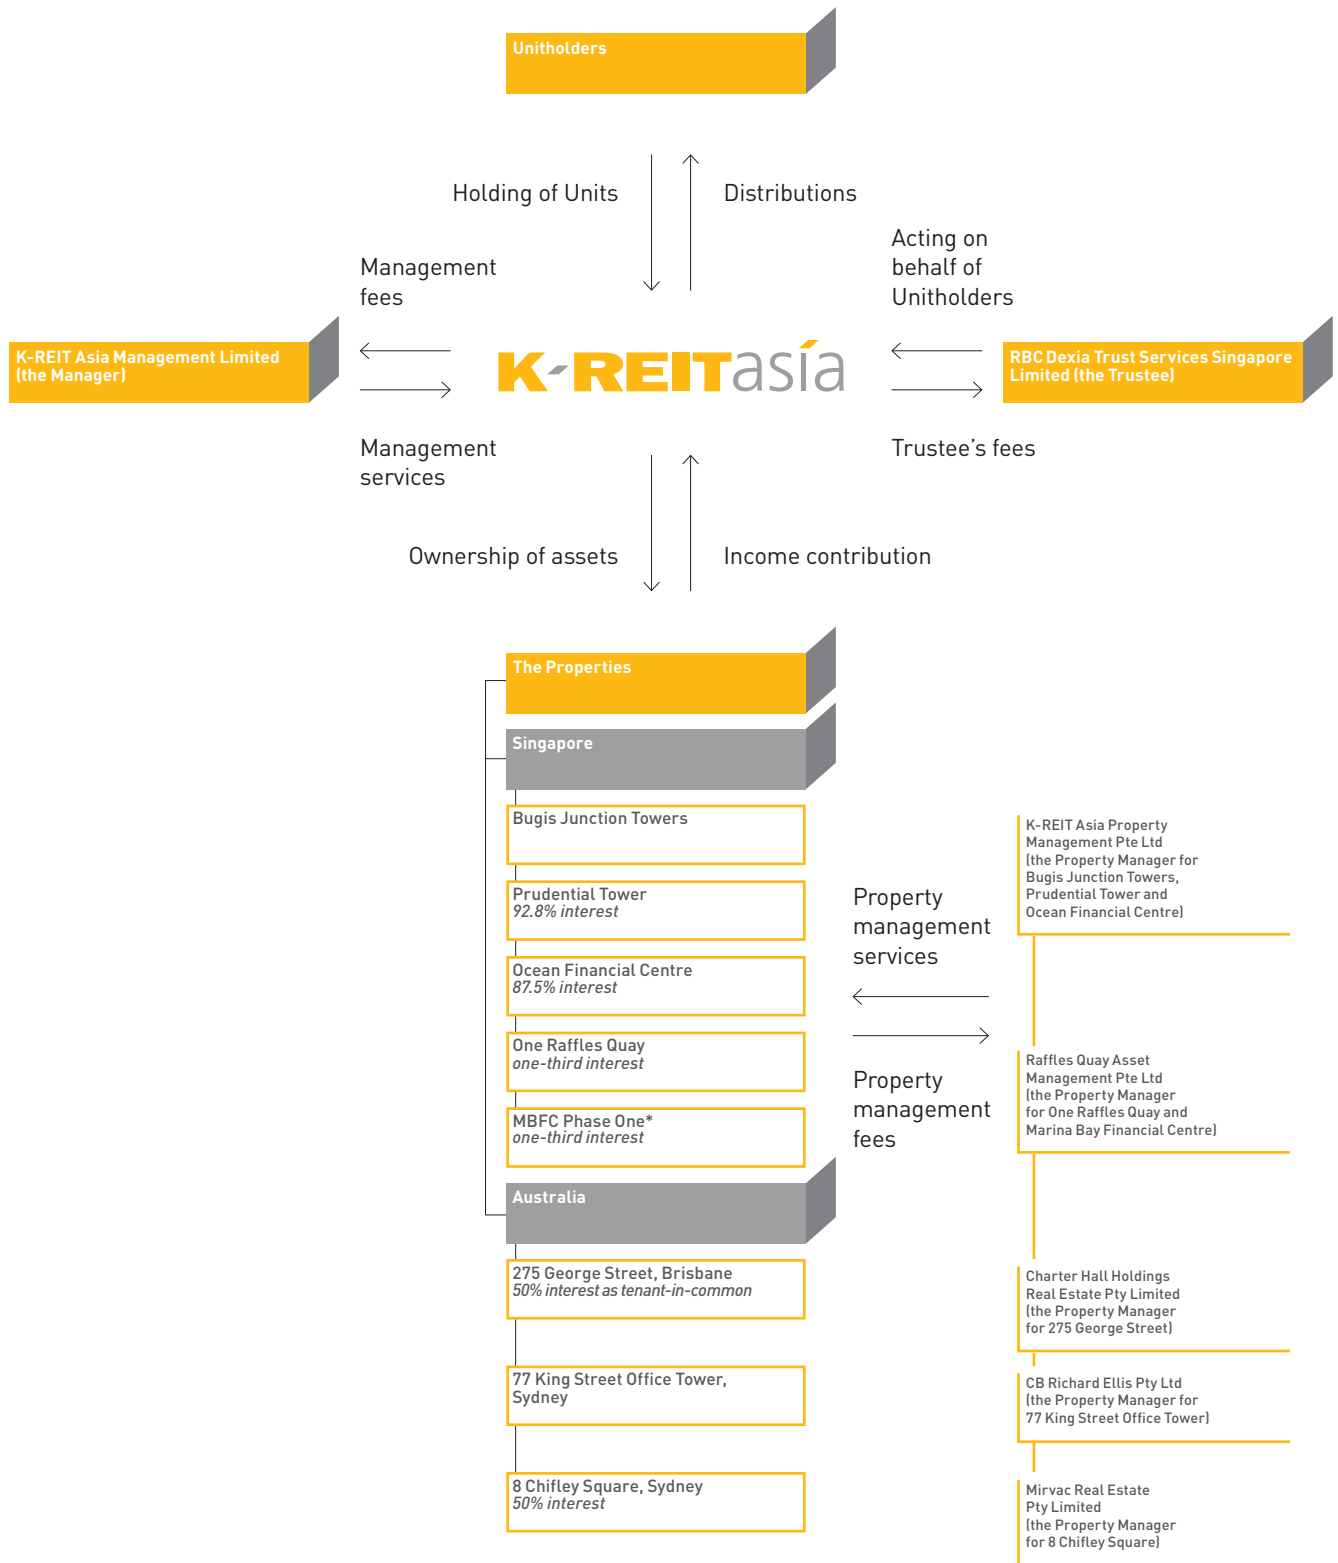 Unitholders
Holding of Units
Distributions
Management
fees
Acting on
behalf of
Unitholders
K-REIT Asia Management Limited
(the Manager)
K-REITasía
RBC Dexia Trust Services Singapore
Limited (the Trustee)
Management
services
Trustee’s fees
Ownership of assets
Income contribution
The Properties
Singapore
Bugis Junction Towers
Prudential Tower
92.8% interest
Ocean Financial Centre
87.5% interest
One Raffles Quay
one-third interest
MBFC Phase One*
one-third interest
Australia
275 George Street, Brisbane
50% interest as tenant-in-common
77 King Street Office Tower,
Sydney
8 Chifley Square, Sydney
50% interest
Property
management
services
Property
management
fees
K-REIT Asia Property
Management Pte Ltd
(the Property Manager for
Bugis Junction Towers,
Prudential Tower and
Ocean Financial Centre)
Raffles Quay Asset
Management Pte Ltd
(the Property Manager
for One Raffles Quay and
Marina Bay Financial Centre)
Charter Hall Holdings
Real Estate Pty Limited
(the Property Manager
for 275 George Street)
CB Richard Ellis Pty Ltd
(the Property Manager for
77 King Street Office Tower)
Mirvac Real Estate
Pty Limited
(the Property Manager
for 8 Chifley Square)